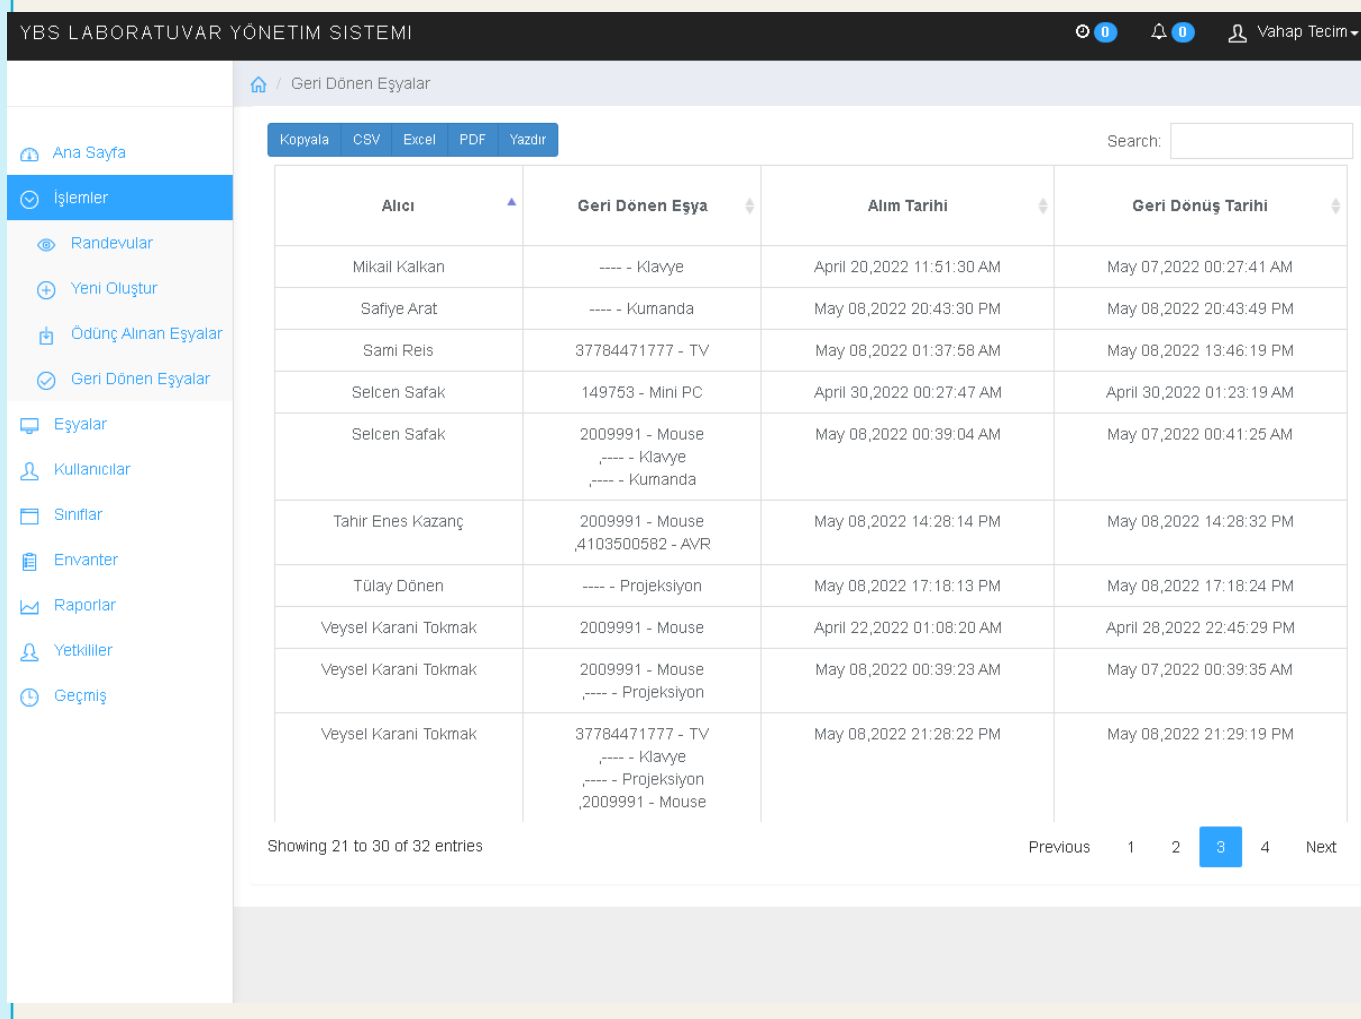 YBS LABORATUVAR YÖNETIM SISTEMI
0
0
Vahap Tecim
/ Geri Dönen Eşyalar
Ana Sayfa
İşlemler
Randevular
Yeni Oluştur
Ödünç Alınan Eşyalar
Geri Dönen Eşyalar
Eşyalar
Kullanıcılar
Sınıflar
Envanter
Raporlar
Yetkililer
Geçmiş
Kopyala CSV Excel PDF Yazdır
Search:
Alıcı Geri Dönen Eşya Alım Tarihi Geri Dönüş Tarihi
Mikail Kalkan ---- - Klavye April 20,2022 11:51:30 AM May 07,2022 00:27:41 AM
Safiye Arat ---- - Kumanda May 08,2022 20:43:30 PM May 08,2022 20:43:49 PM
Sami Reis 37784471777 - TV May 08,2022 01:37:58 AM May 08,2022 13:46:19 PM
Selcen Safak 149753 - Mini PC April 30,2022 00:27:47 AM April 30,2022 01:23:19 AM
Selcen Safak 2009991 - Mouse May 08,2022 00:39:04 AM May 07,2022 00:41:25 AM
,---- - Klavye
,---- - Kumanda
Tahir Enes Kazanç 2009991 - Mouse May 08,2022 14:28:14 PM May 08,2022 14:28:32 PM
,4103500582 - AVR
Tülay Dönen ---- - Projeksiyon May 08,2022 17:18:13 PM May 08,2022 17:18:24 PM
Veysel Karani Tokmak 2009991 - Mouse April 22,2022 01:08:20 AM April 28,2022 22:45:29 PM
Veysel Karani Tokmak 2009991 - Mouse May 08,2022 00:39:23 AM May 07,2022 00:39:35 AM
,---- - Projeksiyon
Veysel Karani Tokmak 37784471777 - TV May 08,2022 21:28:22 PM May 08,2022 21:29:19 PM
,---- - Klavye
,---- - Projeksiyon
,2009991 - Mouse
Showing 21 to 30 of 32 entries
Previous 1 2 3 4 Next